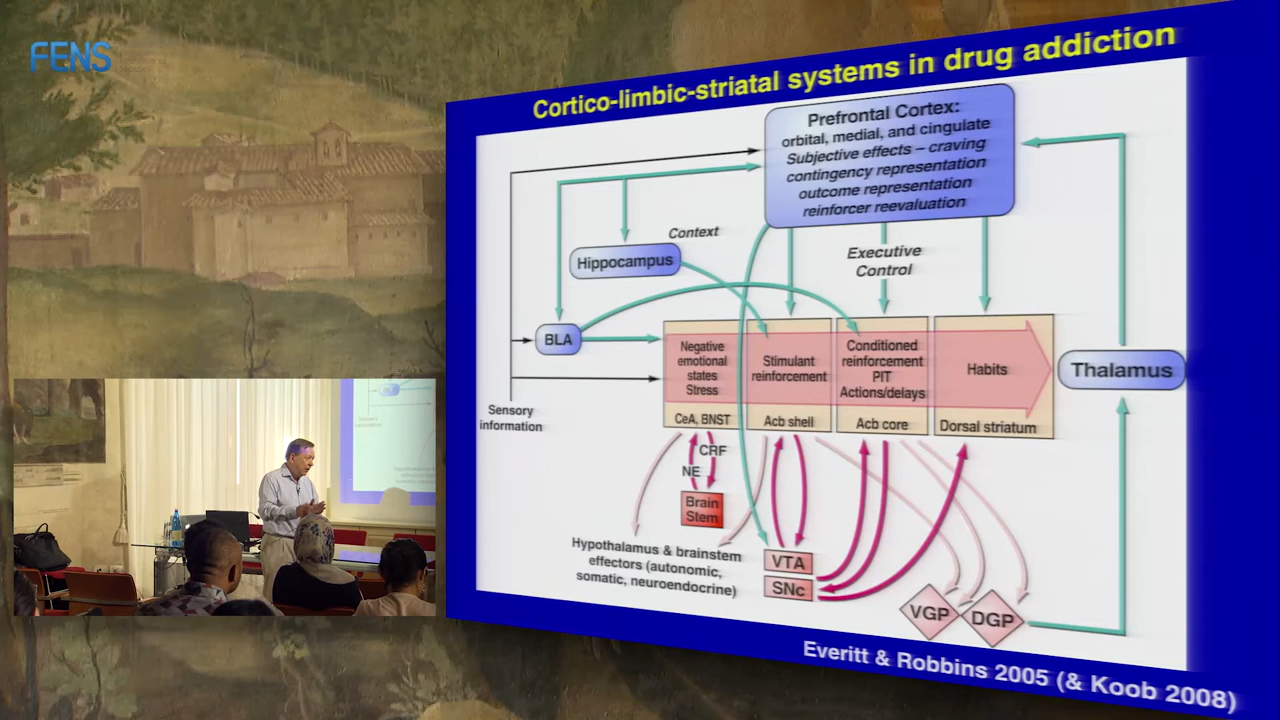 FENS
Cortico-limbic-striatal systems in drug addiction
Prefrontal Cortex:
orbital, medial, and cingulate
Subjective effects – craving
contingency representation
outcome representation
reinforcer reevaluation
Context
Hippocampus
Executive
Control
BLA
Negative
emotional
states
Stress
CeA, BNST
Stimulant
reinforcement
Acb shell
Conditioned
reinforcement
PIT
Actions/delays
Acb core
Habits
Dorsal striatum
Thalamus
Sensory
information
CRF
NE
Brain
Stem
Hypothalamus & brainstem
effectors (autonomic,
somatic, neuroendocrine)
VTA
SNc
VGP
DGP
Everitt & Robbins 2005 (& Koob 2008)